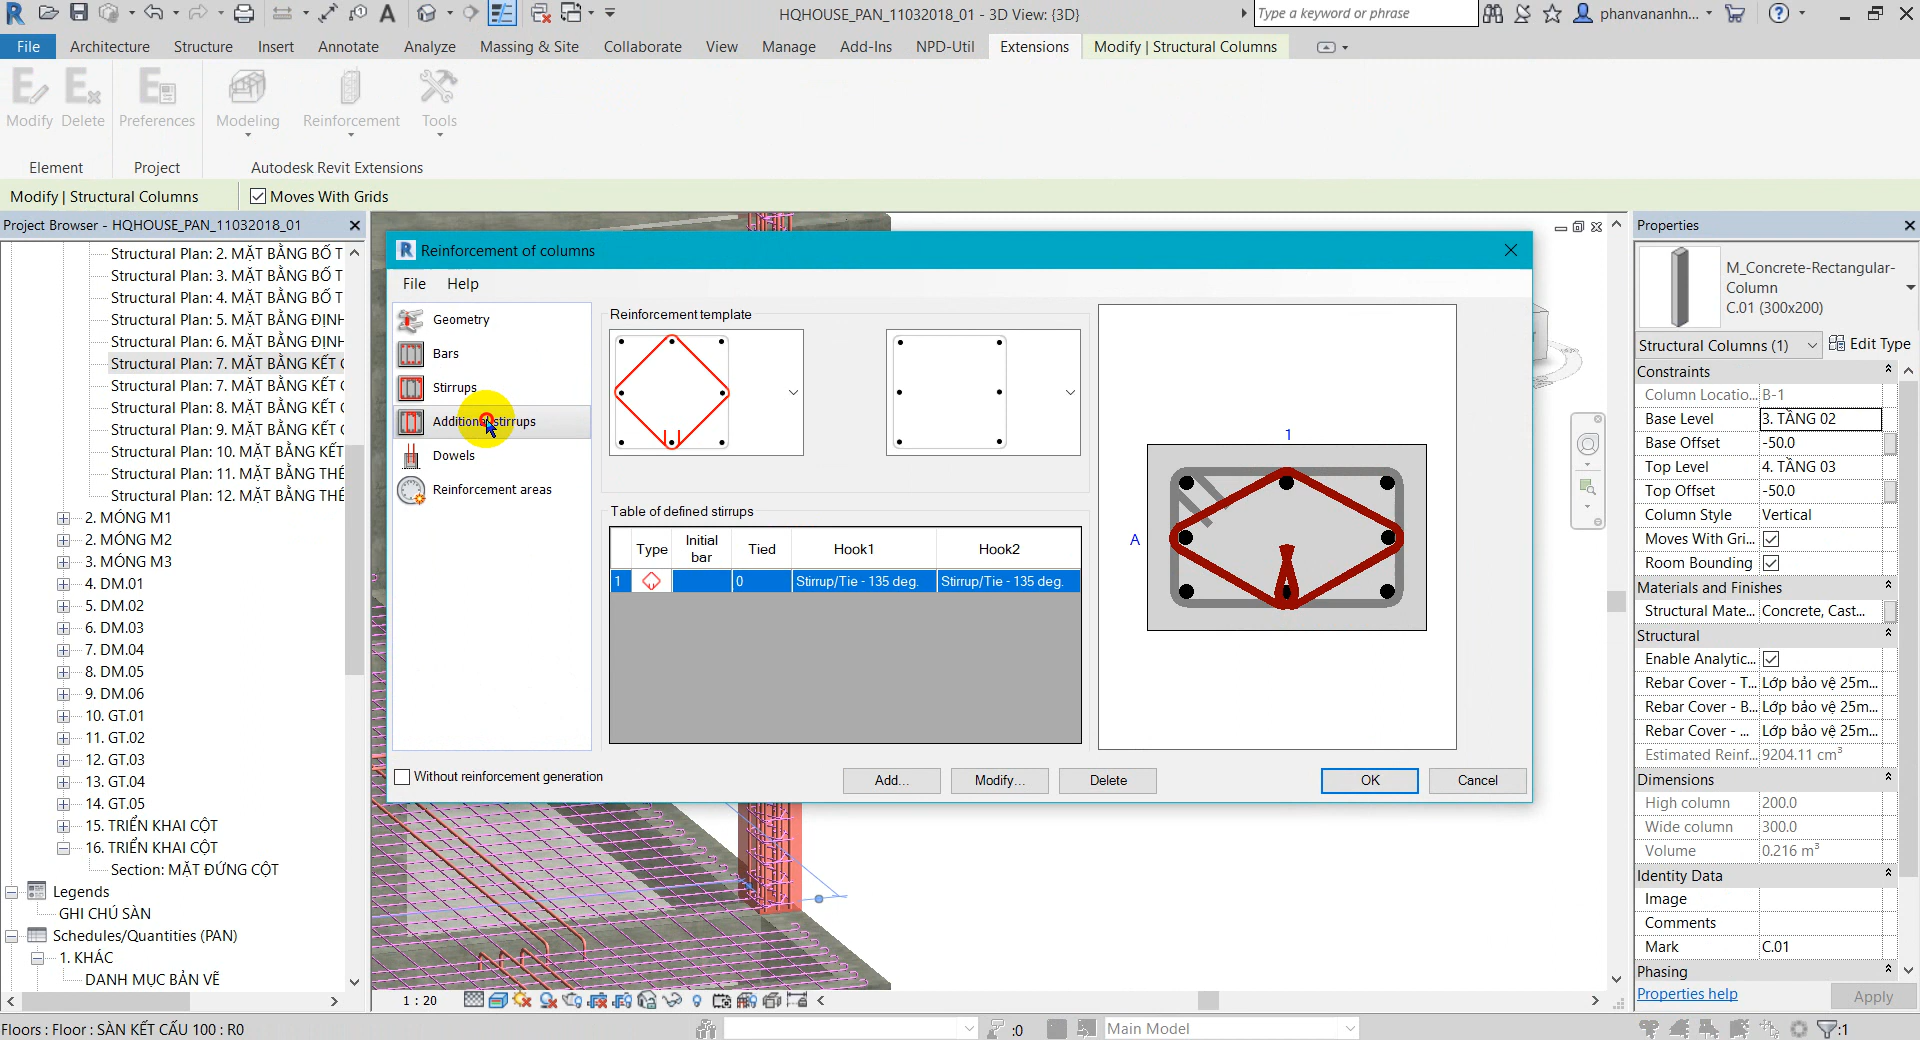 HQHOUSE_PAN_11032018_01 - 3D View: {3D}
Type a keyword or phrase
phanvananhn...
File Architecture Structure Insert Annotate Analyze Massing & Site Collaborate View Manage Add-Ins NPD-Util Extensions Modify | Structural Columns
Modify Delete Preferences Modeling Reinforcement Tools
Element Project Autodesk Revit Extensions
Modify | Structural Columns Moves With Grids
Project Browser - HQHOUSE_PAN_11032018_01
Structural Plan: 2. MẶT BẰNG BỐ T
Structural Plan: 3. MẶT BẰNG BỐ T
Structural Plan: 4. MẶT BẰNG BỐ T
Structural Plan: 5. MẶT BẰNG ĐỊNH
Structural Plan: 6. MẶT BẰNG ĐỊNH
Structural Plan: 7. MẶT BẰNG KẾT C
Structural Plan: 7. MẶT BẰNG KẾT C
Structural Plan: 8. MẶT BẰNG KẾT C
Structural Plan: 9. MẶT BẰNG KẾT C
Structural Plan: 10. MẶT BẰNG KẾT
Structural Plan: 11. MẶT BẰNG THÉ
Structural Plan: 12. MẶT BẰNG THÉ
2. MÓNG M1
2. MÓNG M2
3. MÓNG M3
4. DM.01
5. DM.02
6. DM.03
7. DM.04
8. DM.05
9. DM.06
10. GT.01
11. GT.02
12. GT.03
13. GT.04
14. GT.05
15. TRIỂN KHAI CỘT
16. TRIỂN KHAI CỘT
Section: MẶT ĐỨNG CỘT
Legends
GHI CHÚ SÀN
Schedules/Quantities (PAN)
1. KHÁC
DANH MỤC BẢN VẼ
Reinforcement of columns
File Help
Geometry
Bars
Stirrups
Additional stirrups
Dowels
Reinforcement areas
Reinforcement template
Table of defined stirrups
Type Initial bar Tied Hook1 Hook2
1 0 Stirrup/Tie - 135 deg. Stirrup/Tie - 135 deg.
1
A
Without reinforcement generation
Add... Modify... Delete OK Cancel
Properties
M_Concrete-Rectangular-
Column
C.01 (300x200)
Structural Columns (1) Edit Type
Constraints
Column Locatio... B-1
Base Level 3. TẦNG 02
Base Offset -50.0
Top Level 4. TẦNG 03
Top Offset -50.0
Column Style Vertical
Moves With Gri...
Room Bounding
Materials and Finishes
Structural Mate... Concrete, Cast...
Structural
Enable Analytic...
Rebar Cover - T... Lớp bảo vệ 25m...
Rebar Cover - B... Lớp bảo vệ 25m...
Rebar Cover - ... Lớp bảo vệ 25m...
Estimated Reinf... 9204.11 cm³
Dimensions
High column 200.0
Wide column 300.0
Volume 0.216 m³
Identity Data
Image
Comments
Mark C.01
Phasing
Properties help Apply
1 : 20
Floors : Floor : SÀN KẾT CẤU 100 : R0
:0
Main Model
:1